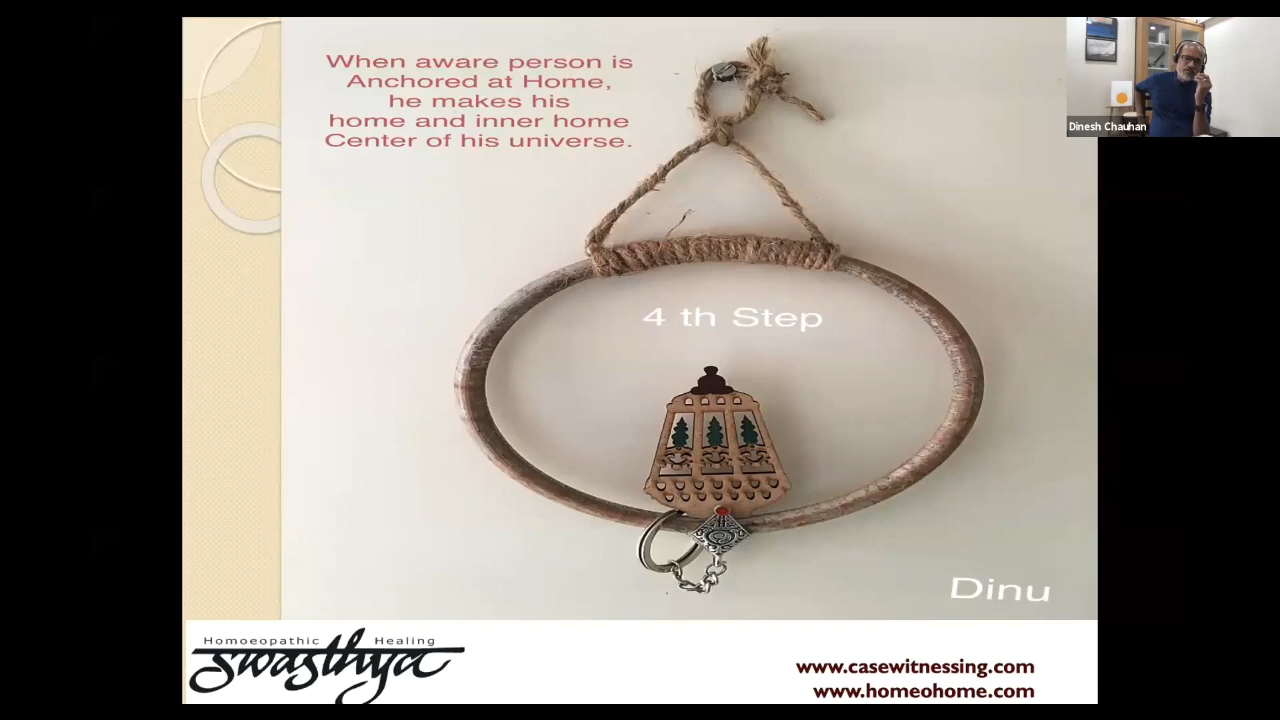 When aware person is
Anchored at Home,
he makes his
home and inner home
Center of his universe.
Dinesh Chauhan
4 th Step
Dinu
Homoeopathic Healing
swasthya
www.casewitnessing.com
www.homeohome.com